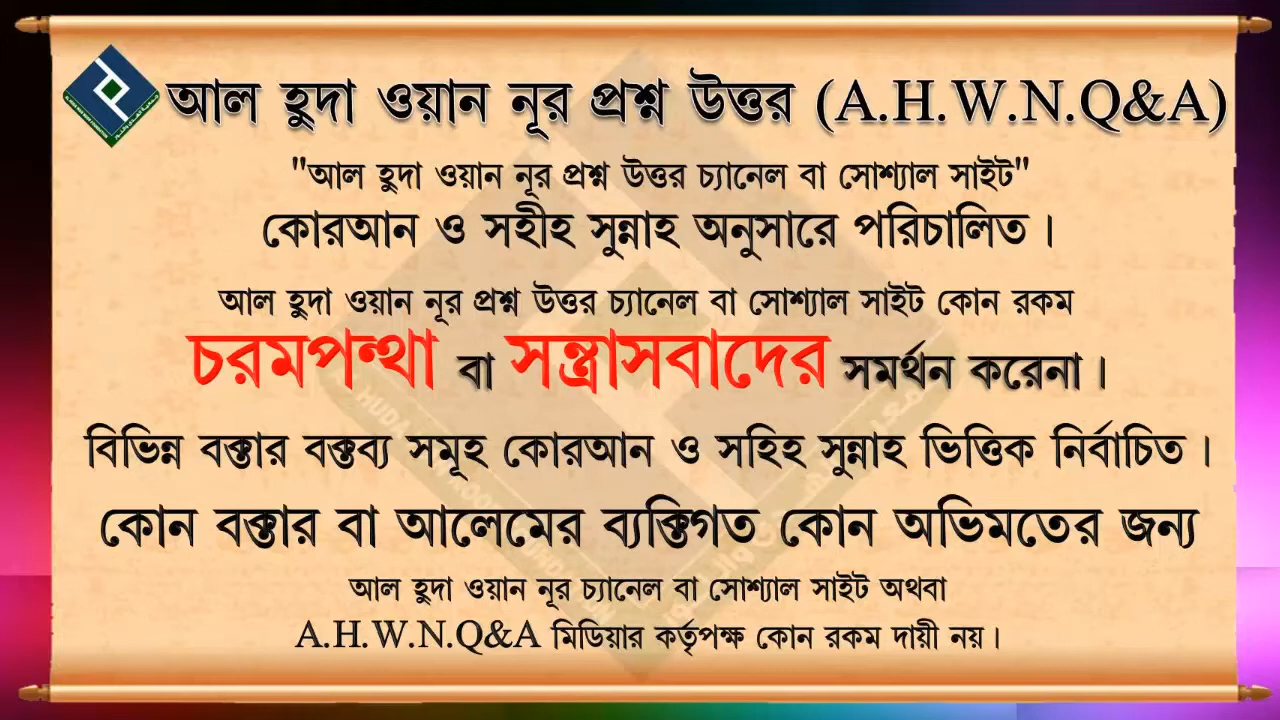 আল হুদা ওয়ান নূর প্রশ্ন উত্তর (A.H.W.N.Q&A)
"আল হুদা ওয়ান নূর প্রশ্ন উত্তর চ্যানেল বা সোশ্যাল সাইট"
কোরআন ও সহীহ সুন্নাহ অনুসারে পরিচালিত।
আল হুদা ওয়ান নূর প্রশ্ন উত্তর চ্যানেল বা সোশ্যাল সাইট কোন রকম
চরমপন্থা বা সন্ত্রাসবাদের সমর্থন করেনা।
বিভিন্ন বক্তার বক্তব্য সমূহ কোরআন ও সহিহ সুন্নাহ ভিত্তিক নির্বাচিত।
কোন বক্তার বা আলেমের ব্যক্তিগত কোন অভিমতের জন্য
আল হুদা ওয়ান নূর চ্যানেল বা সোশ্যাল সাইট অথবা
A.H.W.N.Q&A মিডিয়ার কর্তৃপক্ষ কোন রকম দায়ী নয়।